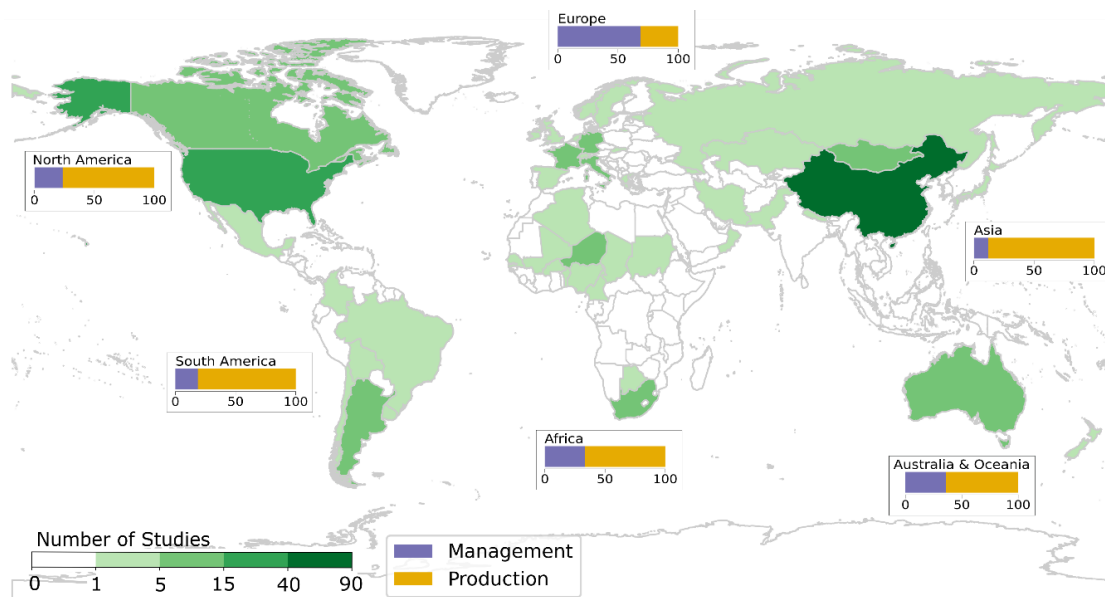 Europe
0 50 100
North America
0 50 100
Asia
0 50 100
South America
0 50 100
Africa
0 50 100
Australia & Oceania
0 50 100
Number of Studies
0 1 5 15 40 90
Management
Production